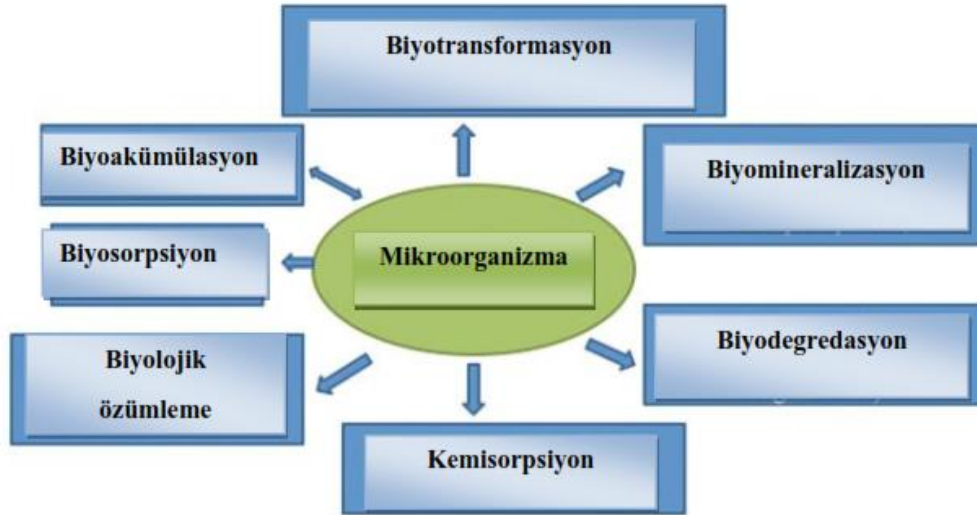 Biyotransformasyon
Biyoakümülasyon
Biyomineralizasyon
Biyosorpsiyon
Mikroorganizma
Biyodegredasyon
Biyolojik
özümleme
Kemisorpsiyon